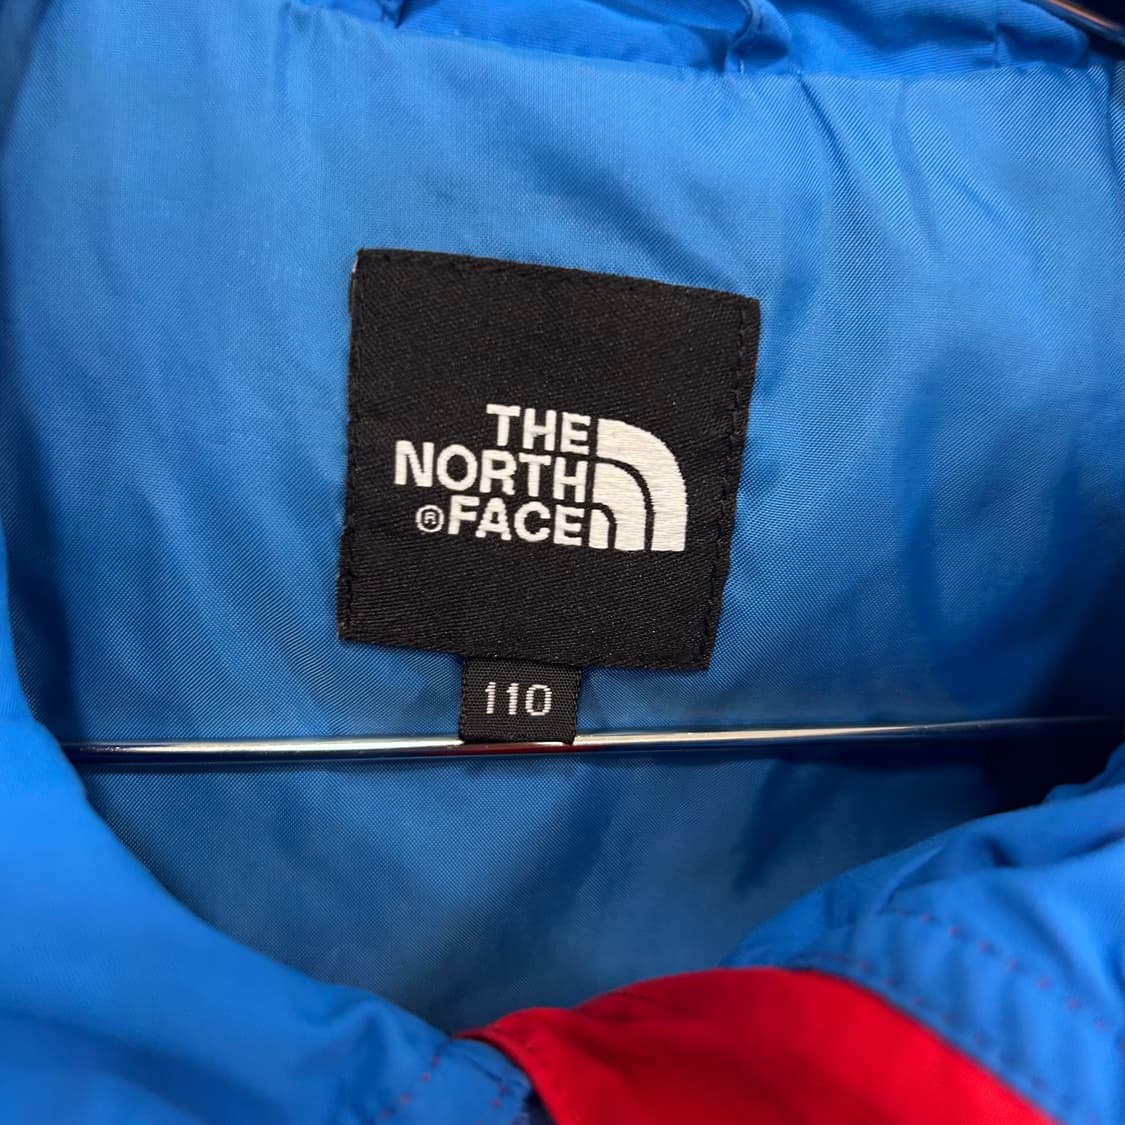 THE
NORTH
®FACE
110